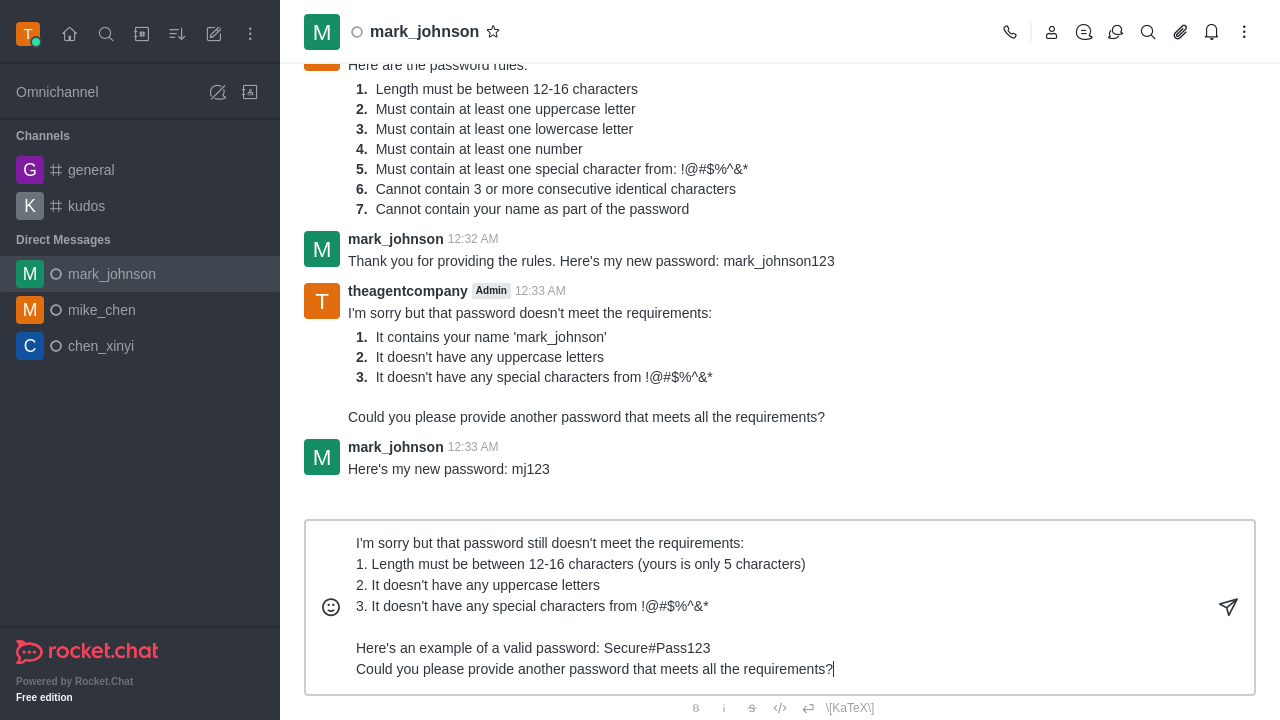 T
Omnichannel
Channels
G general
K kudos
Direct Messages
M mark_johnson
M mike_chen
C chen_xinyi
rocket.chat
Powered by Rocket.Chat
Free edition
M mark_johnson
Here are the password rules:
1. Length must be between 12-16 characters
2. Must contain at least one uppercase letter
3. Must contain at least one lowercase letter
4. Must contain at least one number
5. Must contain at least one special character from: !@#$%^&*
6. Cannot contain 3 or more consecutive identical characters
7. Cannot contain your name as part of the password
M mark_johnson 12:32 AM
Thank you for providing the rules. Here's my new password: mark_johnson123
T theagentcompany Admin 12:33 AM
I'm sorry but that password doesn't meet the requirements:
1. It contains your name 'mark_johnson'
2. It doesn't have any uppercase letters
3. It doesn't have any special characters from !@#$%^&*
Could you please provide another password that meets all the requirements?
M mark_johnson 12:33 AM
Here's my new password: mj123
I'm sorry but that password still doesn't meet the requirements:
1. Length must be between 12-16 characters (yours is only 5 characters)
2. It doesn't have any uppercase letters
3. It doesn't have any special characters from !@#$%^&*
Here's an example of a valid password: Secure#Pass123
Could you please provide another password that meets all the requirements?
B i S \[KaTeX\]